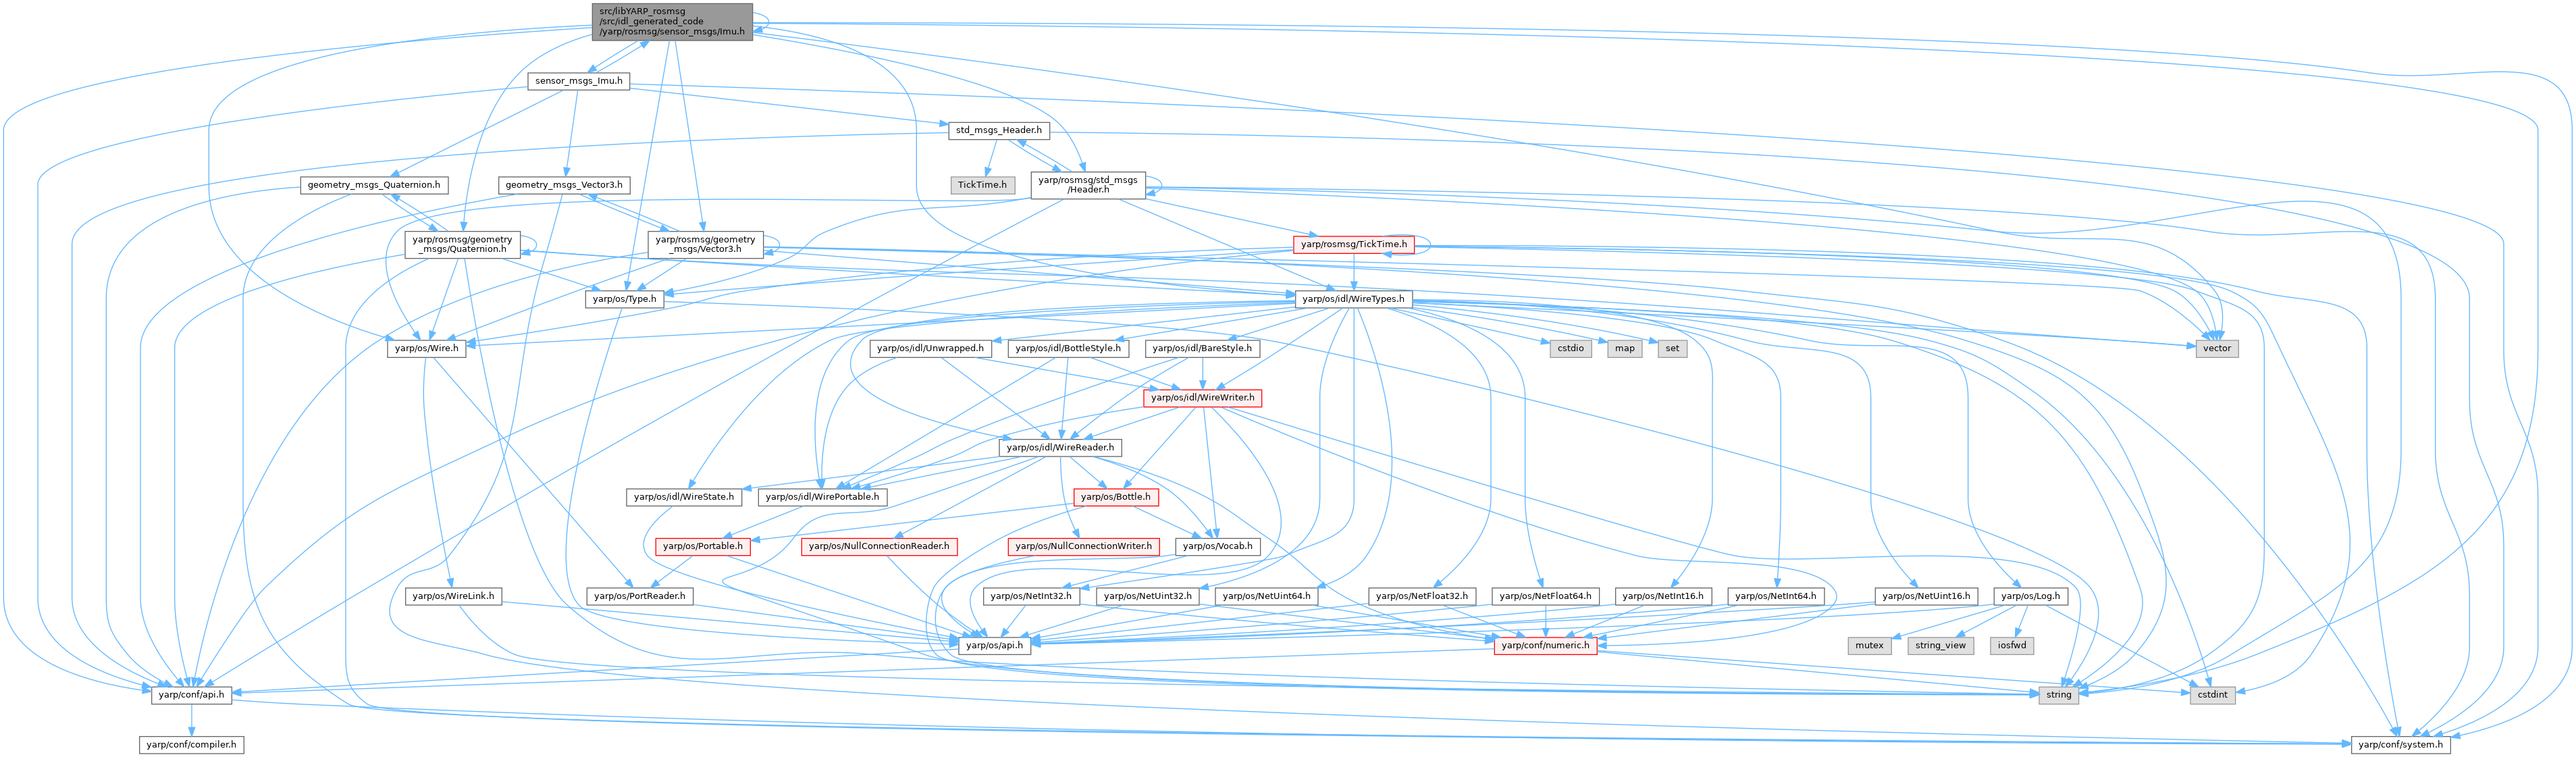 src/libYARP_rosmsg
/src/idl_generated_code
/yarp/rosmsg/sensor_msgs/Imu.h
sensor_msgs_Imu.h
std_msgs_Header.h
geometry_msgs_Quaternion.h
geometry_msgs_Vector3.h
TickTime.h
yarp/rosmsg/std_msgs
/Header.h
yarp/rosmsg/geometry
_msgs/Quaternion.h
yarp/rosmsg/geometry
_msgs/Vector3.h
yarp/rosmsg/TickTime.h
yarp/os/Type.h
yarp/os/idl/WireTypes.h
yarp/os/Wire.h
yarp/os/idl/Unwrapped.h
yarp/os/idl/BottleStyle.h
yarp/os/idl/BareStyle.h
cstdio
map
set
vector
yarp/os/idl/WireWriter.h
yarp/os/idl/WireReader.h
yarp/os/idl/WireState.h
yarp/os/idl/WirePortable.h
yarp/os/Bottle.h
yarp/os/Portable.h
yarp/os/NullConnectionReader.h
yarp/os/NullConnectionWriter.h
yarp/os/Vocab.h
yarp/os/WireLink.h
yarp/os/PortReader.h
yarp/os/NetInt32.h
yarp/os/NetUint32.h
yarp/os/NetUint64.h
yarp/os/NetFloat32.h
yarp/os/NetFloat64.h
yarp/os/NetInt16.h
yarp/os/NetInt64.h
yarp/os/NetUint16.h
yarp/os/Log.h
yarp/os/api.h
yarp/conf/numeric.h
mutex
string_view
iosfwd
yarp/conf/api.h
string
cstdint
yarp/conf/compiler.h
yarp/conf/system.h